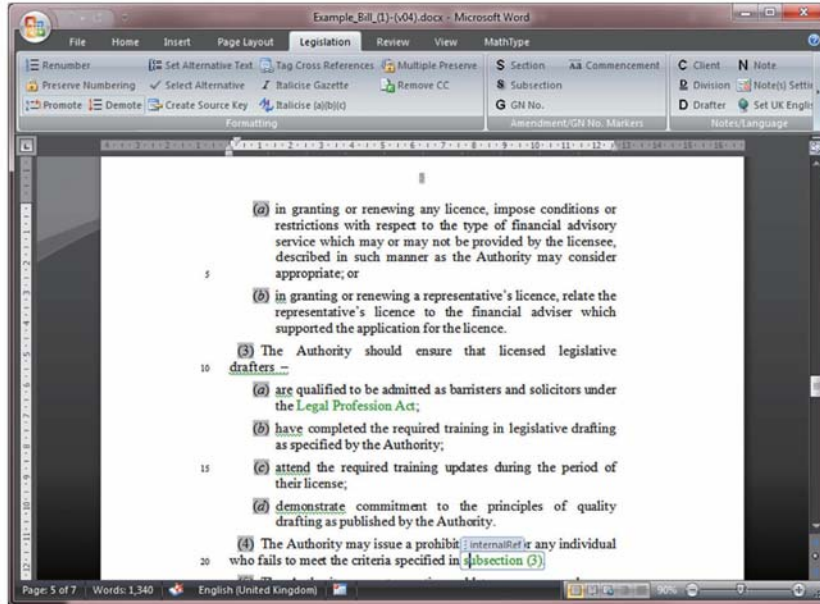 Example_Bill_(1)-(v04).docx - Microsoft Word
File Home Insert Page Layout Legislation Review View MathType
Renumber Set Alternative Text Tag Cross References Multiple Preserve S Section Aa Commencement C Client N Note
Preserve Numbering Select Alternative I Italicise Gazette Remove CC § Subsection D Division Note(s) Settin
Promote Demote Create Source Key Italicise (a)(b)(c) G GN No. D Drafter Set UK Englis
Formatting Amendment/GN No. Markers Notes/Language
(a) in granting or renewing any licence, impose conditions or
restrictions with respect to the type of financial advisory
service which may or may not be provided by the licensee,
described in such manner as the Authority may consider
5 appropriate; or
(b) in granting or renewing a representative's licence, relate the
representative's licence to the financial adviser which
supported the application for the licence.
(3) The Authority should ensure that licensed legislative
10 drafters –
(a) are qualified to be admitted as barristers and solicitors under
the Legal Profession Act;
(b) have completed the required training in legislative drafting
as specified by the Authority;
15 (c) attend the required training updates during the period of
their license;
(d) demonstrate commitment to the principles of quality
drafting as published by the Authority.
(4) The Authority may issue a prohibit internalRef or any individual
20 who fails to meet the criteria specified in subsection (3).
Page: 5 of 7 Words: 1,340 English (United Kingdom) 90%